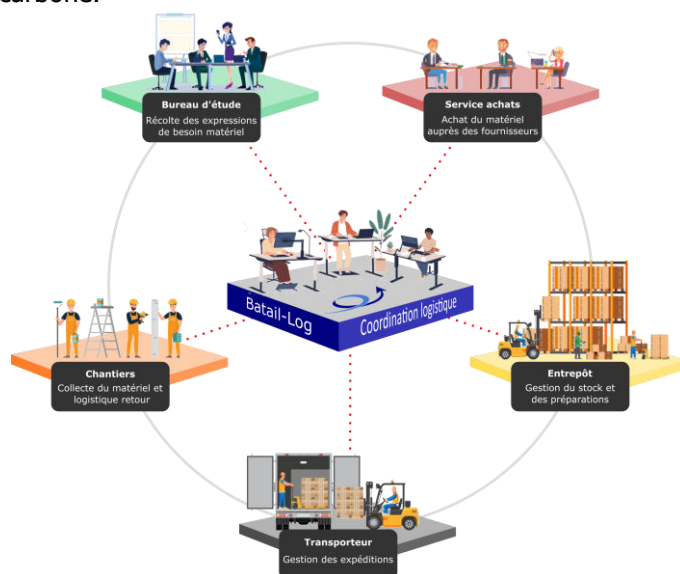 carbone.
Bureau d'étude
Récolte des expressions
de besoin matériel
Service achats
Achat du matériel
auprès des fournisseurs
Batail-Log
Coordination logistique
Chantiers
Collecte du matériel et
logistique retour
Entrepôt
Gestion du stock et
des préparations
Transporteur
Gestion des expéditions